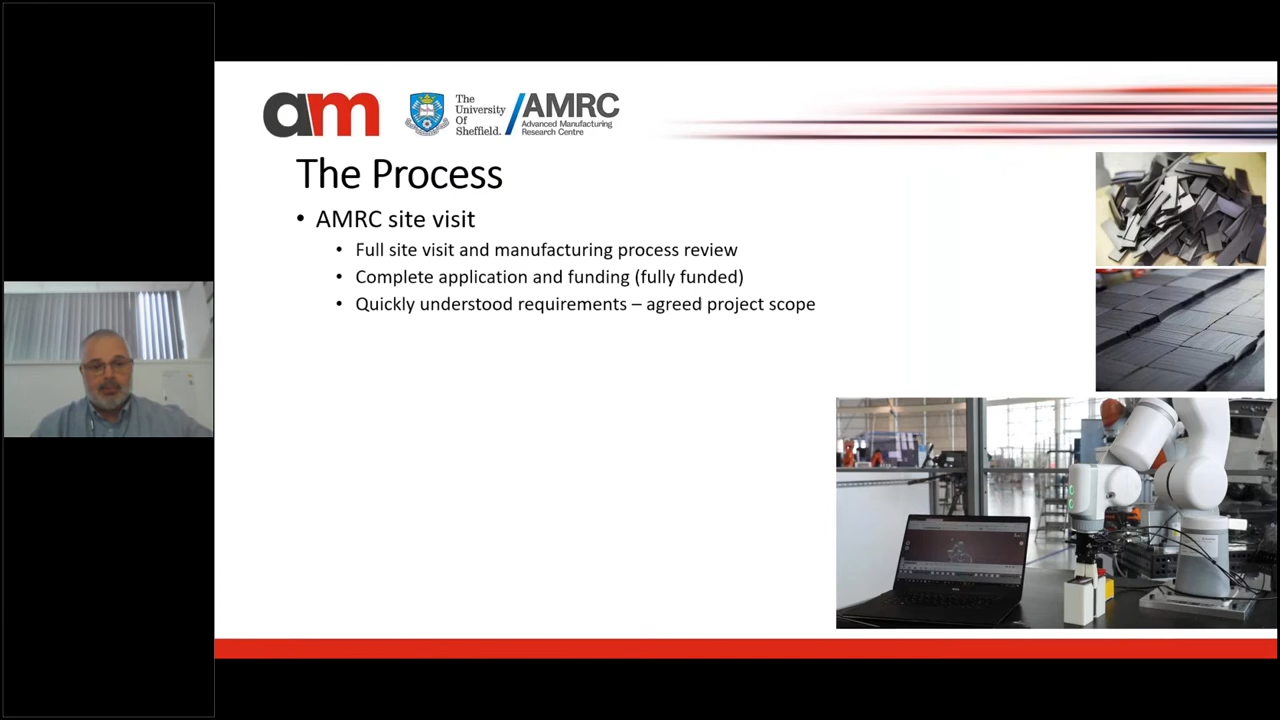 am
The
University
Of
Sheffield.
AMRC
Advanced Manufacturing
Research Centre
The Process
• AMRC site visit
• Full site visit and manufacturing process review
• Complete application and funding (fully funded)
• Quickly understood requirements – agreed project scope